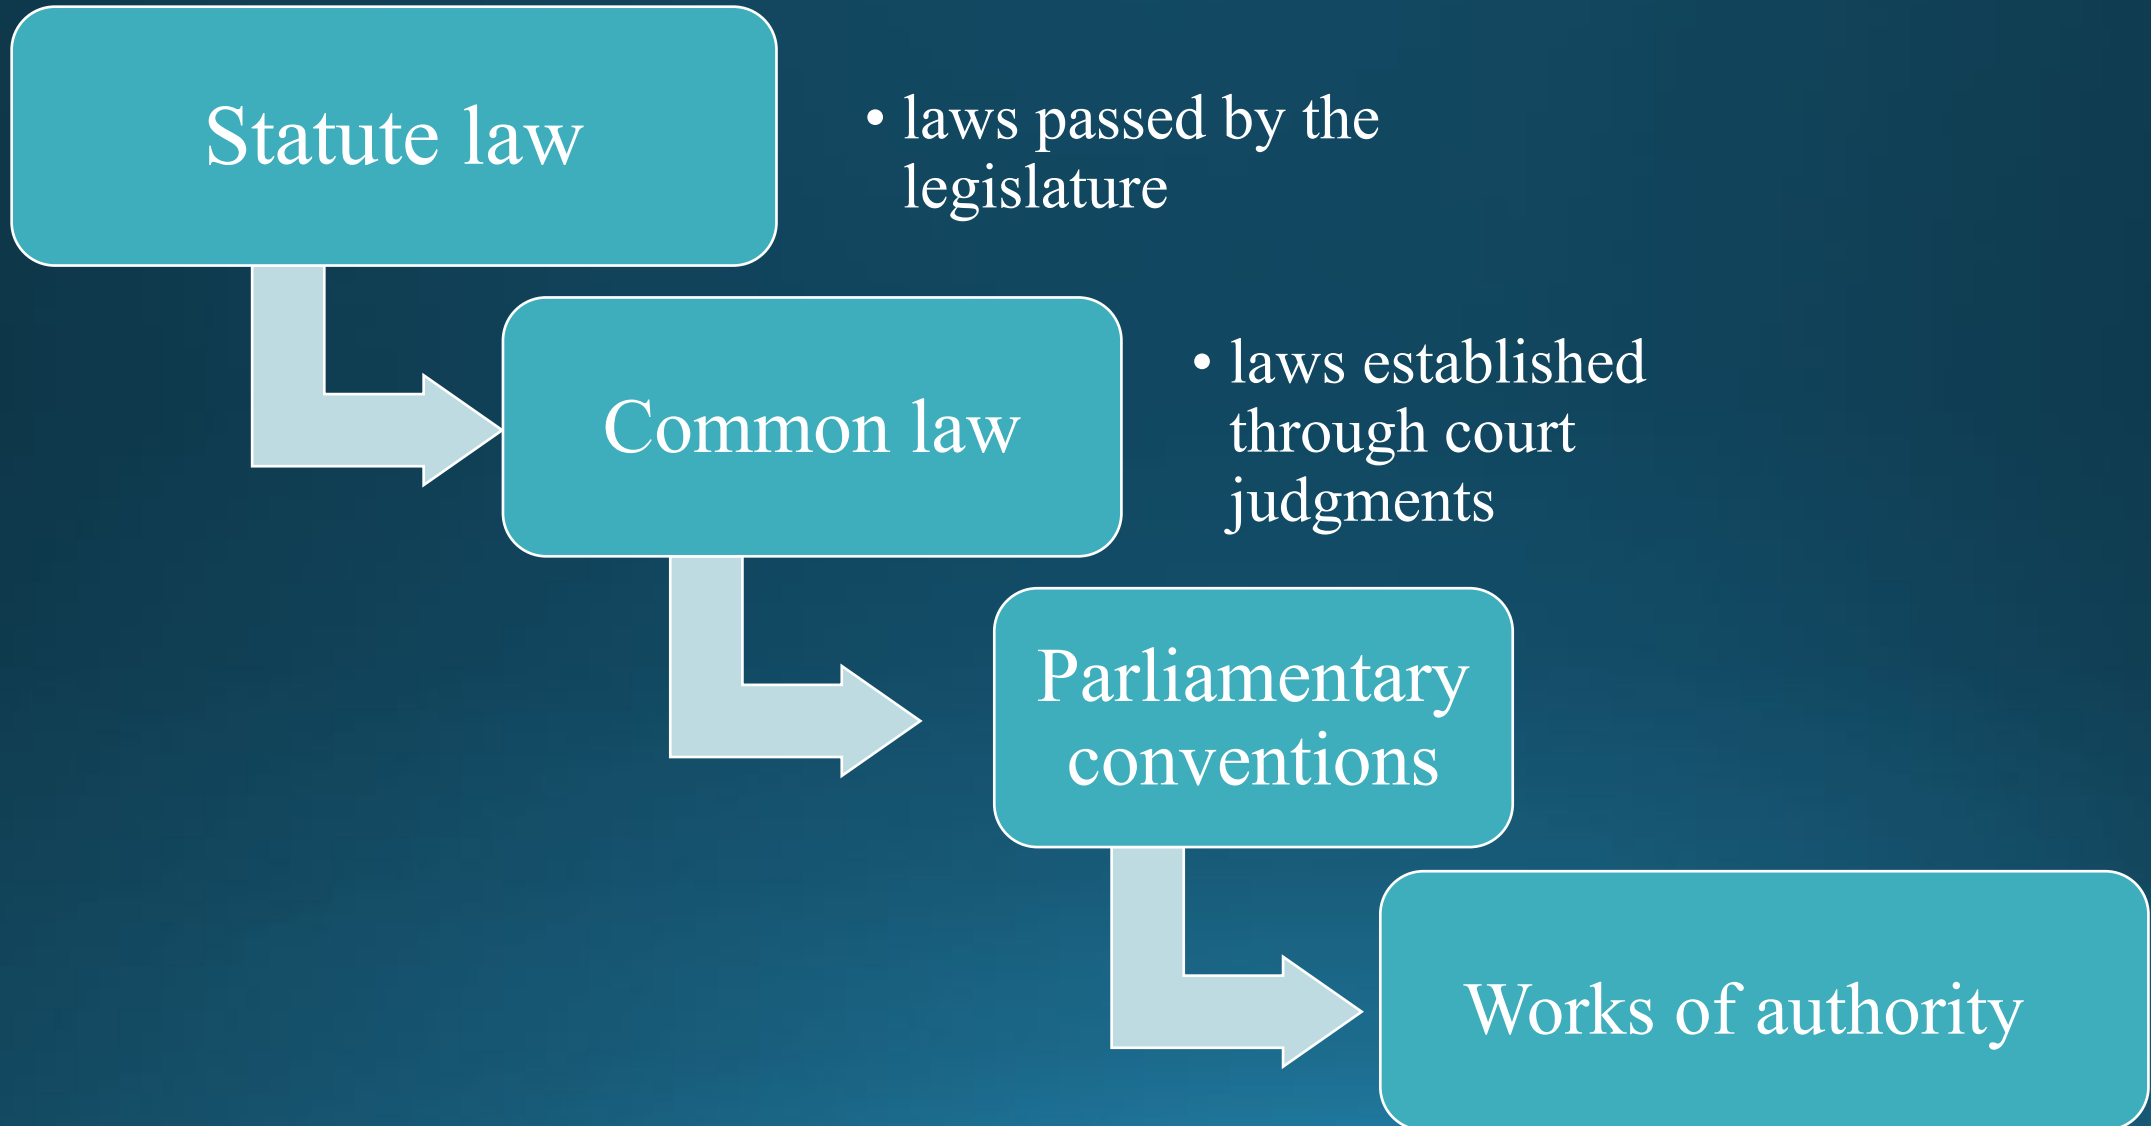 Statute law
• laws passed by the
legislature
Common law
• laws established
through court
judgments
Parliamentary
conventions
Works of authority